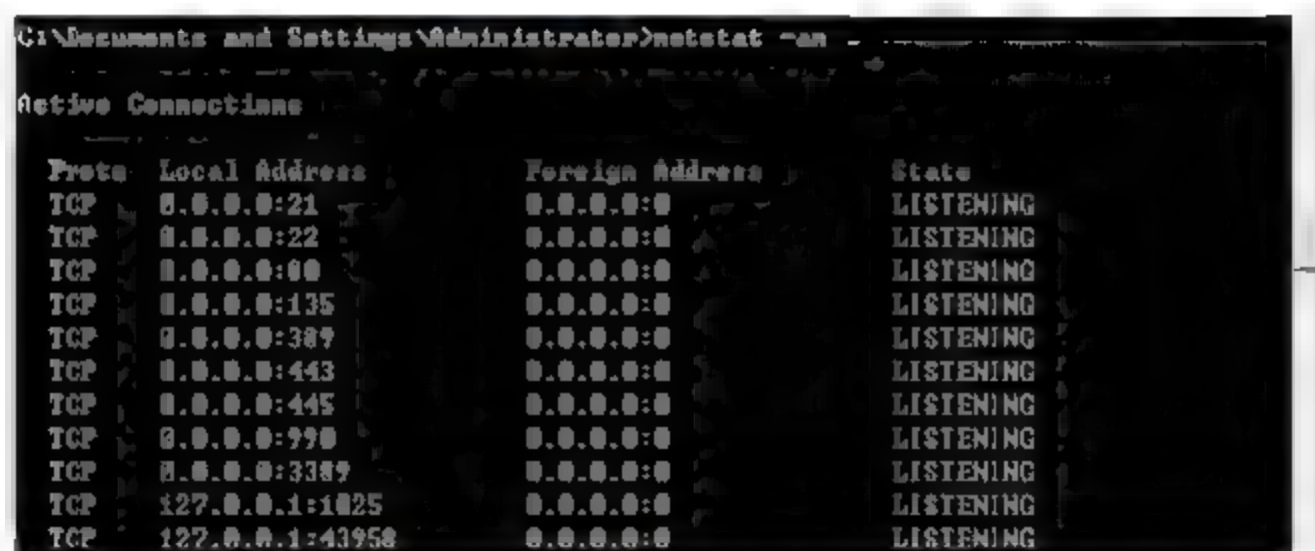 C:\Documents and Settings\Administrator>netstat -an
Active Connections
Proto Local Address Foreign Address State
TCP 0.0.0.0:21 0.0.0.0:0 LISTENING
TCP 0.0.0.0:22 0.0.0.0:0 LISTENING
TCP 0.0.0.0:80 0.0.0.0:0 LISTENING
TCP 0.0.0.0:135 0.0.0.0:0 LISTENING
TCP 0.0.0.0:389 0.0.0.0:0 LISTENING
TCP 0.0.0.0:443 0.0.0.0:0 LISTENING
TCP 0.0.0.0:445 0.0.0.0:0 LISTENING
TCP 0.0.0.0:990 0.0.0.0:0 LISTENING
TCP 0.0.0.0:3389 0.0.0.0:0 LISTENING
TCP 127.0.0.1:1025 0.0.0.0:0 LISTENING
TCP 127.0.0.1:43958 0.0.0.0:0 LISTENING